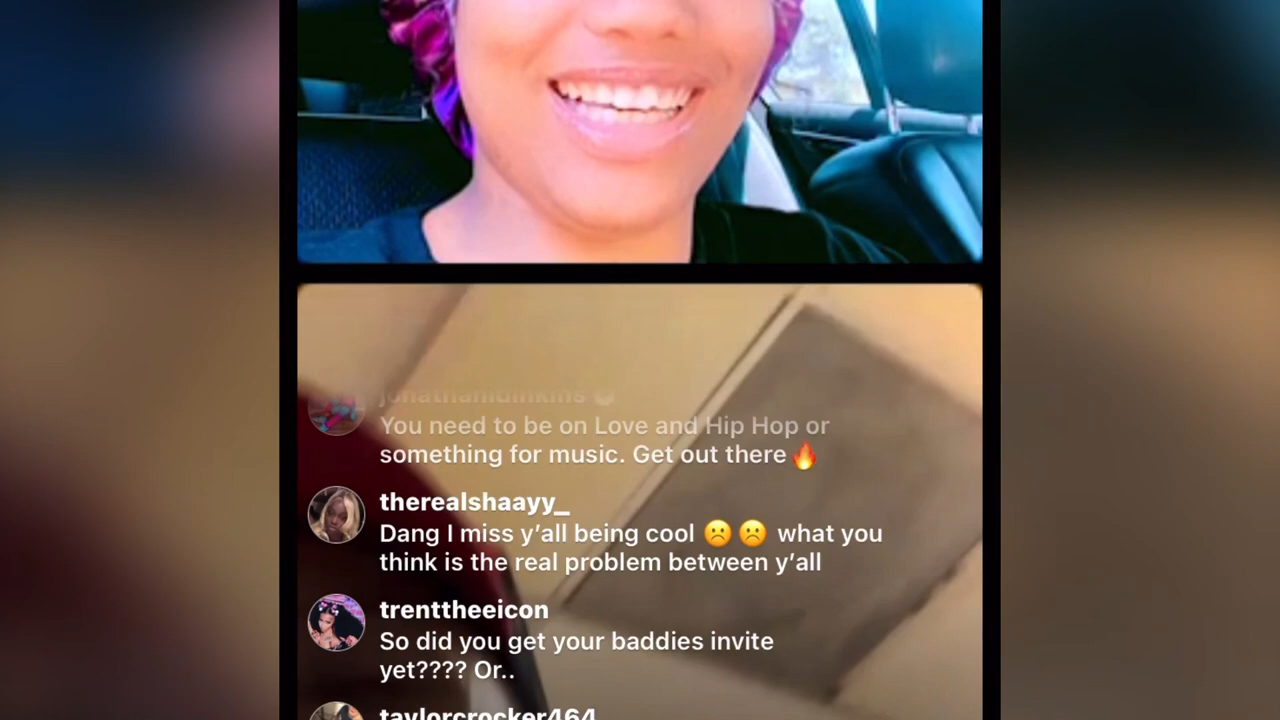 jonathanldinkins
You need to be on Love and Hip Hop or
something for music. Get out there🔥
therealshaayy_
Dang I miss y’all being cool ☹️ ☹️ what you
think is the real problem between y’all
trenttheeicon
So did you get your baddies invite
yet???? Or..
taylorcrocker464